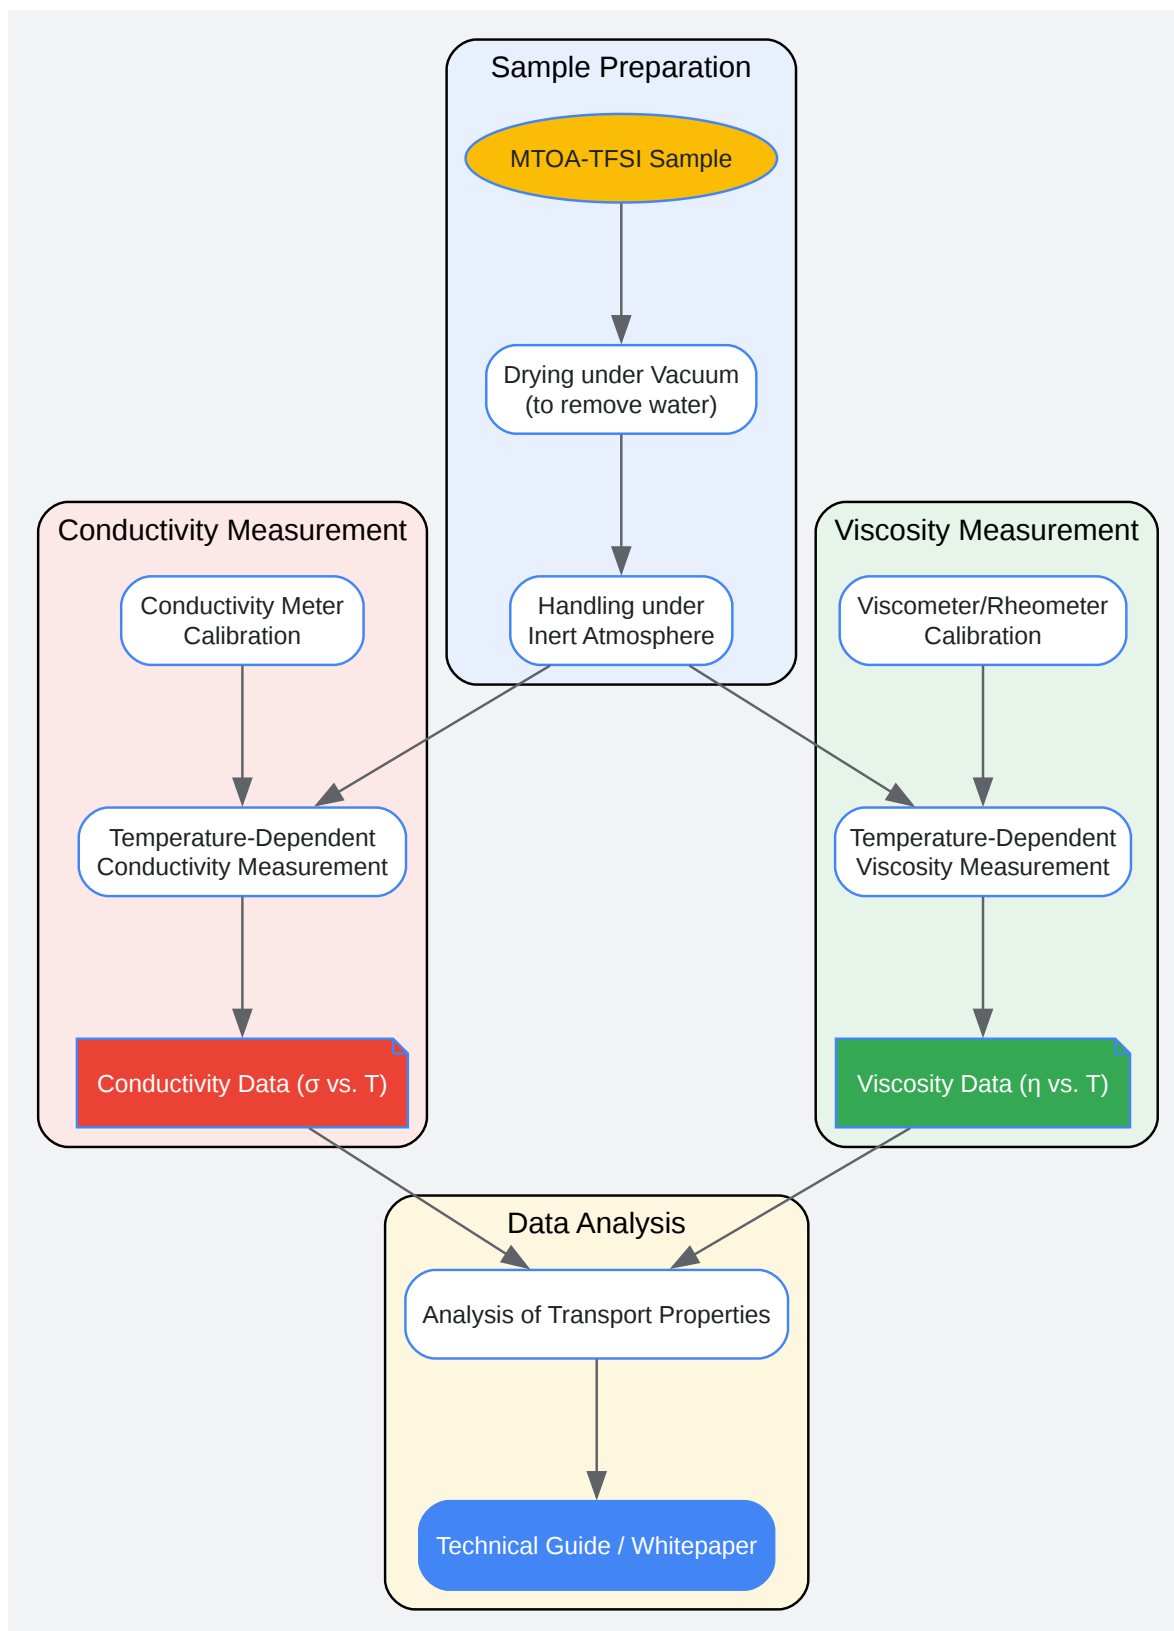 Sample Preparation
MTOA-TFSI Sample
Drying under Vacuum
(to remove water)
Handling under
Inert Atmosphere
Conductivity Measurement
Conductivity Meter
Calibration
Temperature-Dependent
Conductivity Measurement
Conductivity Data (σ vs. T)
Viscosity Measurement
Viscometer/Rheometer
Calibration
Temperature-Dependent
Viscosity Measurement
Viscosity Data (η vs. T)
Data Analysis
Analysis of Transport Properties
Technical Guide / Whitepaper